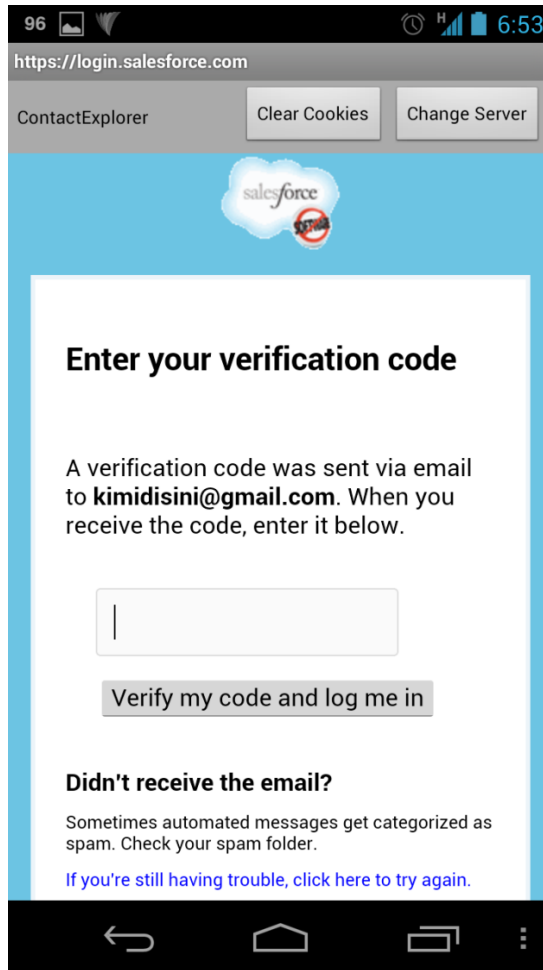 96
6:53
https://login.salesforce.com
ContactExplorer
Clear Cookies
Change Server
salesforce
SOFTWARE
Enter your verification code
A verification code was sent via email
to kimidisini@gmail.com. When you
receive the code, enter it below.
Verify my code and log me in
Didn't receive the email?
Sometimes automated messages get categorized as
spam. Check your spam folder.
If you're still having trouble, click here to try again.